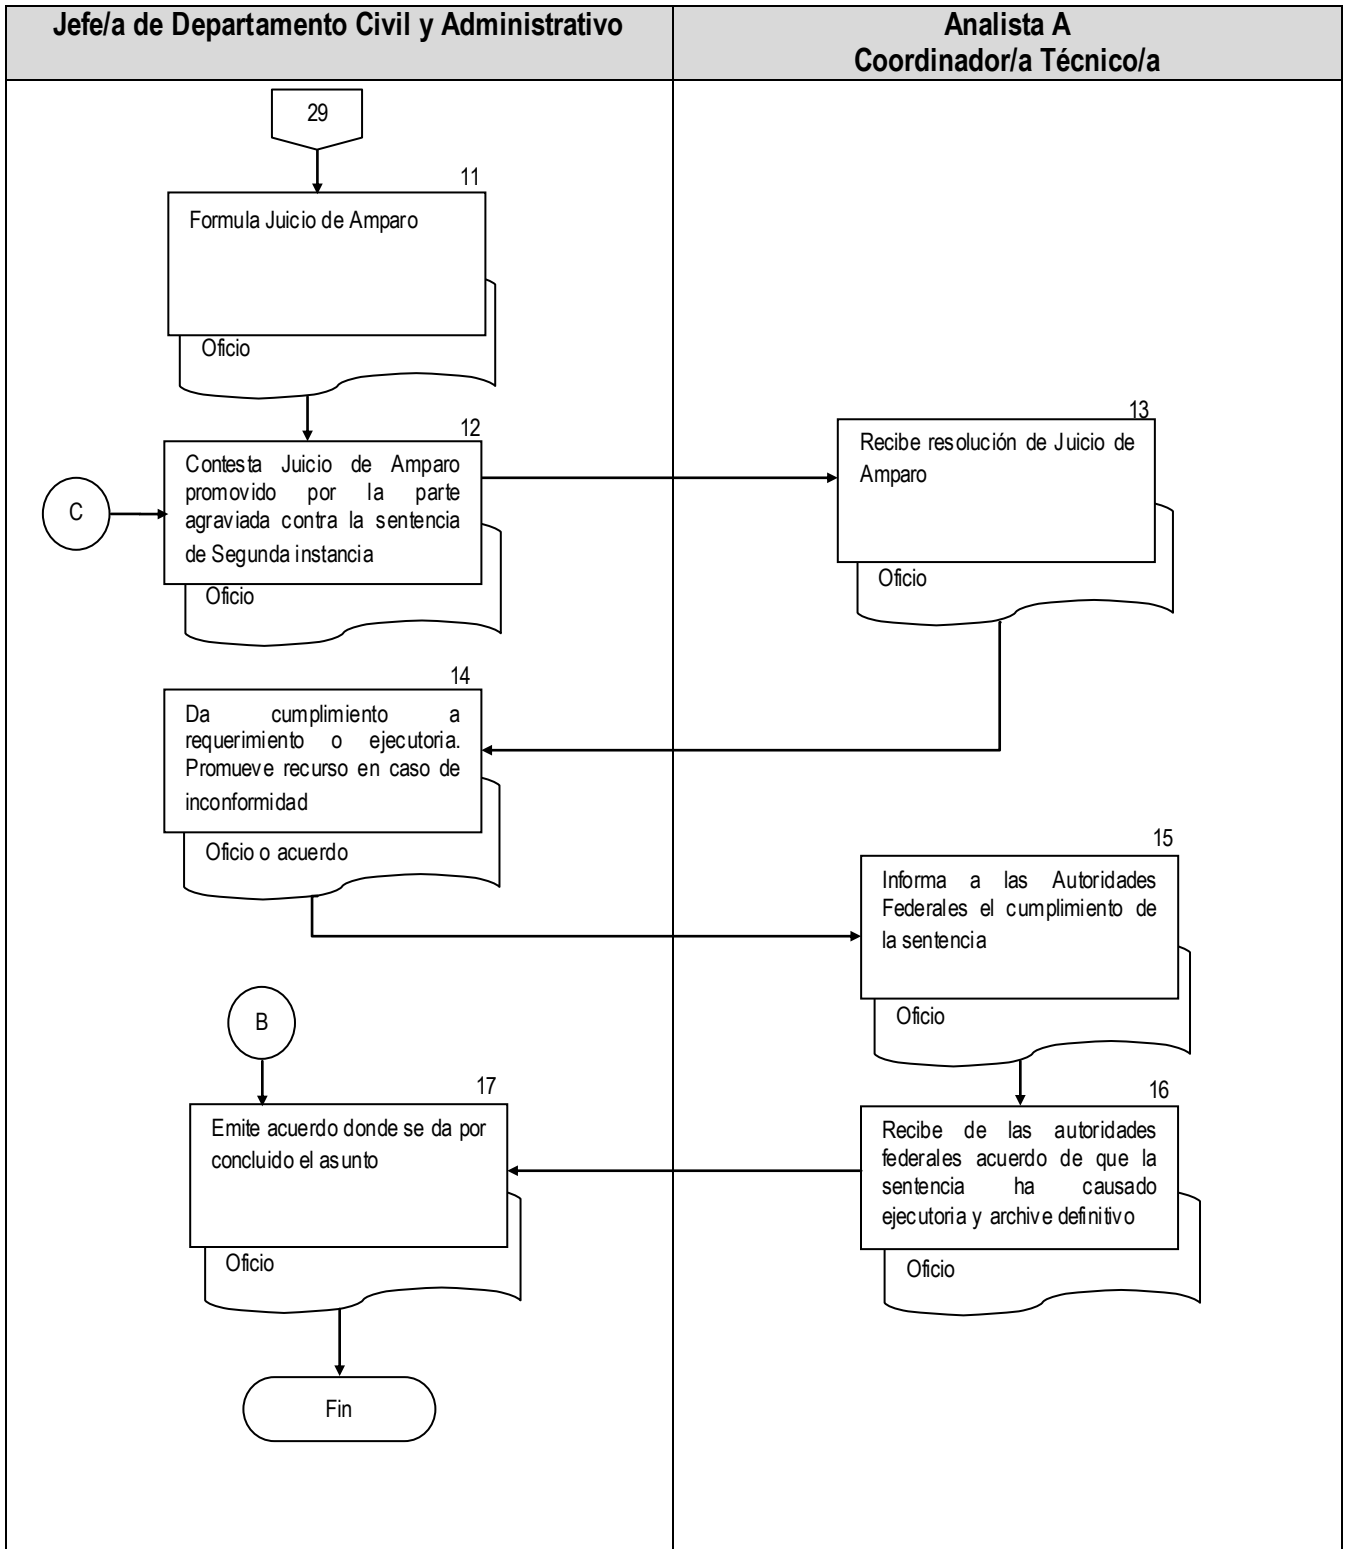 Jefe/a de Departamento Civil y Administrativo
Analista A
Coordinador/a Técnico/a
29
11
Formula Juicio de Amparo
Oficio
12
Contesta Juicio de Amparo
promovido por la parte
agraviada contra la sentencia
de Segunda instancia
Oficio
C
13
Recibe resolución de Juicio de
Amparo
Oficio
14
Da cumplimiento a
requerimiento o ejecutoria.
Promueve recurso en caso de
inconformidad
Oficio o acuerdo
15
Informa a las Autoridades
Federales el cumplimiento de
la sentencia
Oficio
B
16
Recibe de las autoridades
federales acuerdo de que la
sentencia ha causado
ejecutoria y archive definitivo
Oficio
17
Emite acuerdo donde se da por
concluido el asunto
Oficio
Fin